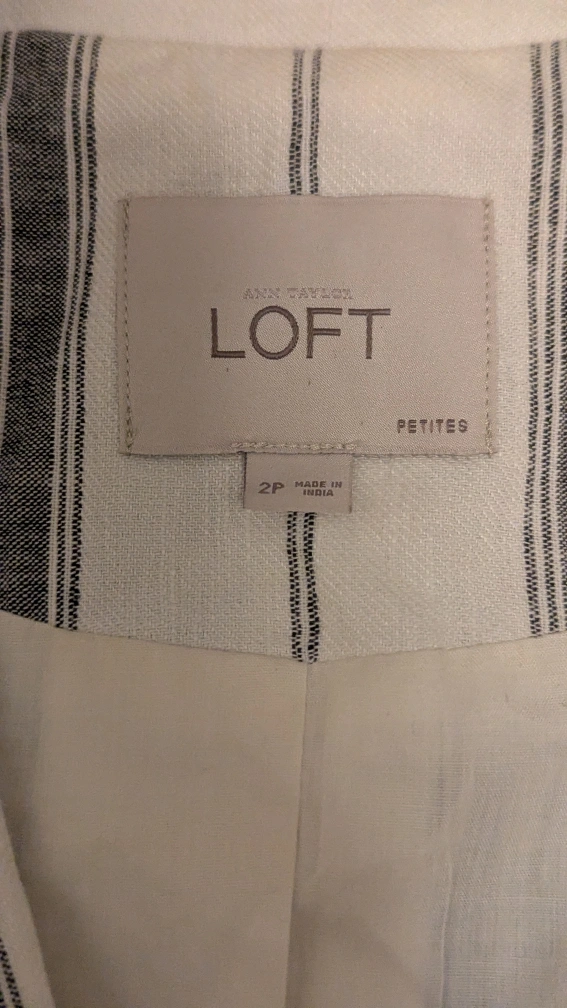 ANN TAYLOR
LOFT
PETITES
2P MADE IN
INDIA